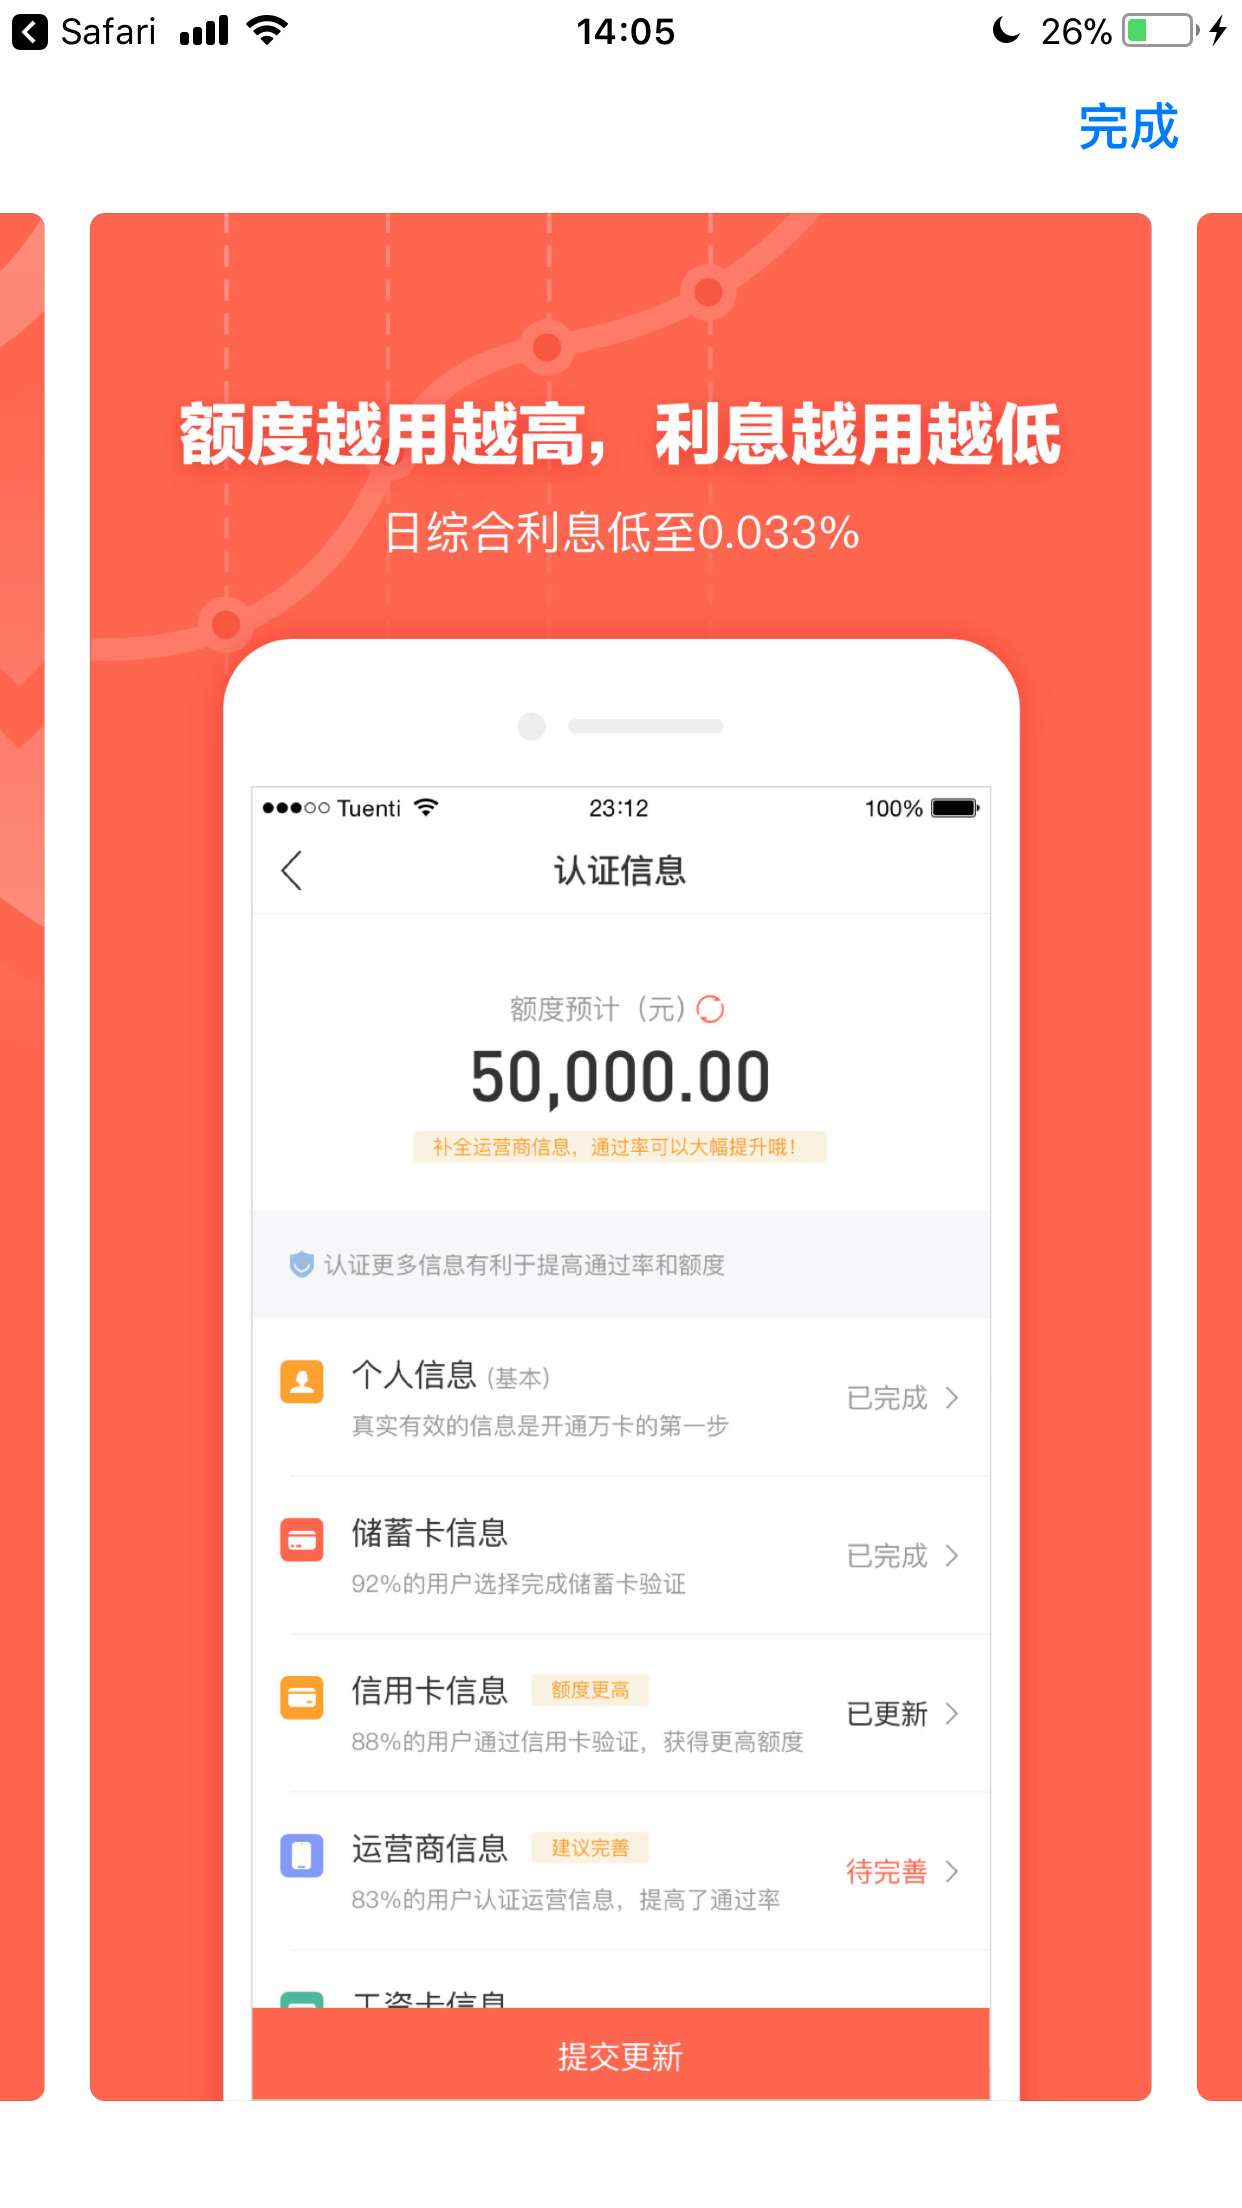 Safari 14:05 26%
完成
额度越用越高，利息越用越低
日综合利息低至0.033%
Tuenti 23:12 100%
认证信息
额度预计（元）
50,000.00
补全运营商信息，通过率可以大幅提升哦！
认证更多信息有利于提高通过率和额度
个人信息 (基本)
真实有效的信息是开通万卡的第一步
已完成
储蓄卡信息
92%的用户选择完成储蓄卡验证
已完成
信用卡信息 额度更高
88%的用户通过信用卡验证，获得更高额度
已更新
运营商信息 建议完善
83%的用户认证运营信息，提高了通过率
待完善
工资卡信息
提交更新